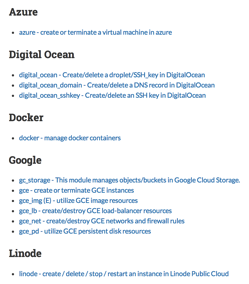 Azure
azure - create or terminate a virtual machine in azure
Digital Ocean
digital_ocean - Create/delete a droplet/SSH_key in DigitalOcean
digital_ocean_domain - Create/delete a DNS record in DigitalOcean
digital_ocean_sshkey - Create/delete an SSH key in DigitalOcean
Docker
docker - manage docker containers
Google
gc_storage - This module manages objects/buckets in Google Cloud Storage.
gce - create or terminate GCE instances
gce_img (E) - utilize GCE image resources
gce_lb - create/destroy GCE load-balancer resources
gce_net - create/destroy GCE networks and firewall rules
gce_pd - utilize GCE persistent disk resources
Linode
linode - create / delete / stop / restart an instance in Linode Public Cloud